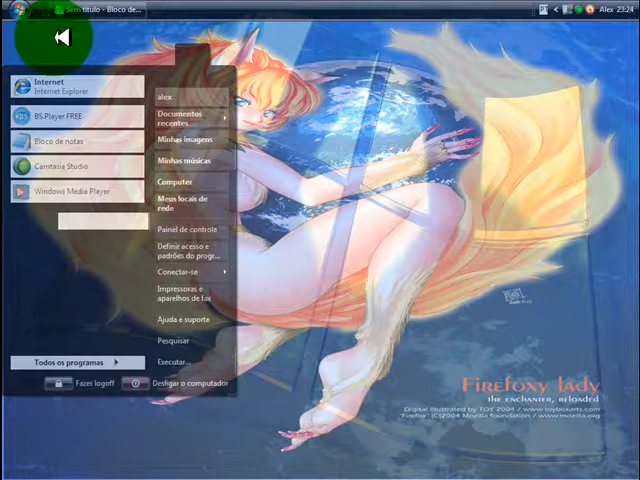 Sem título - Bloco de...
Alex 23:24
Internet
Internet Explorer
BS.Player FREE
Bloco de notas
Camtasia Studio
Windows Media Player
Todos os programas
alex
Documentos
recentes
Minhas imagens
Minhas músicas
Computer
Meus locais de
rede
Painel de controle
Definir acesso e
padrões do progr...
Conectar-se
Impressoras e
aparelhos de fax
Ajuda e suporte
Pesquisar
Executar...
Fazer logoff
Desligar o computador
Firefoxy lady
the enchanter, reloaded
Digital Illustrated by TOY 2004 / www.toyboxarts.com
"Firefox" (C)2004 Mozilla foundation / www.mozilla.org